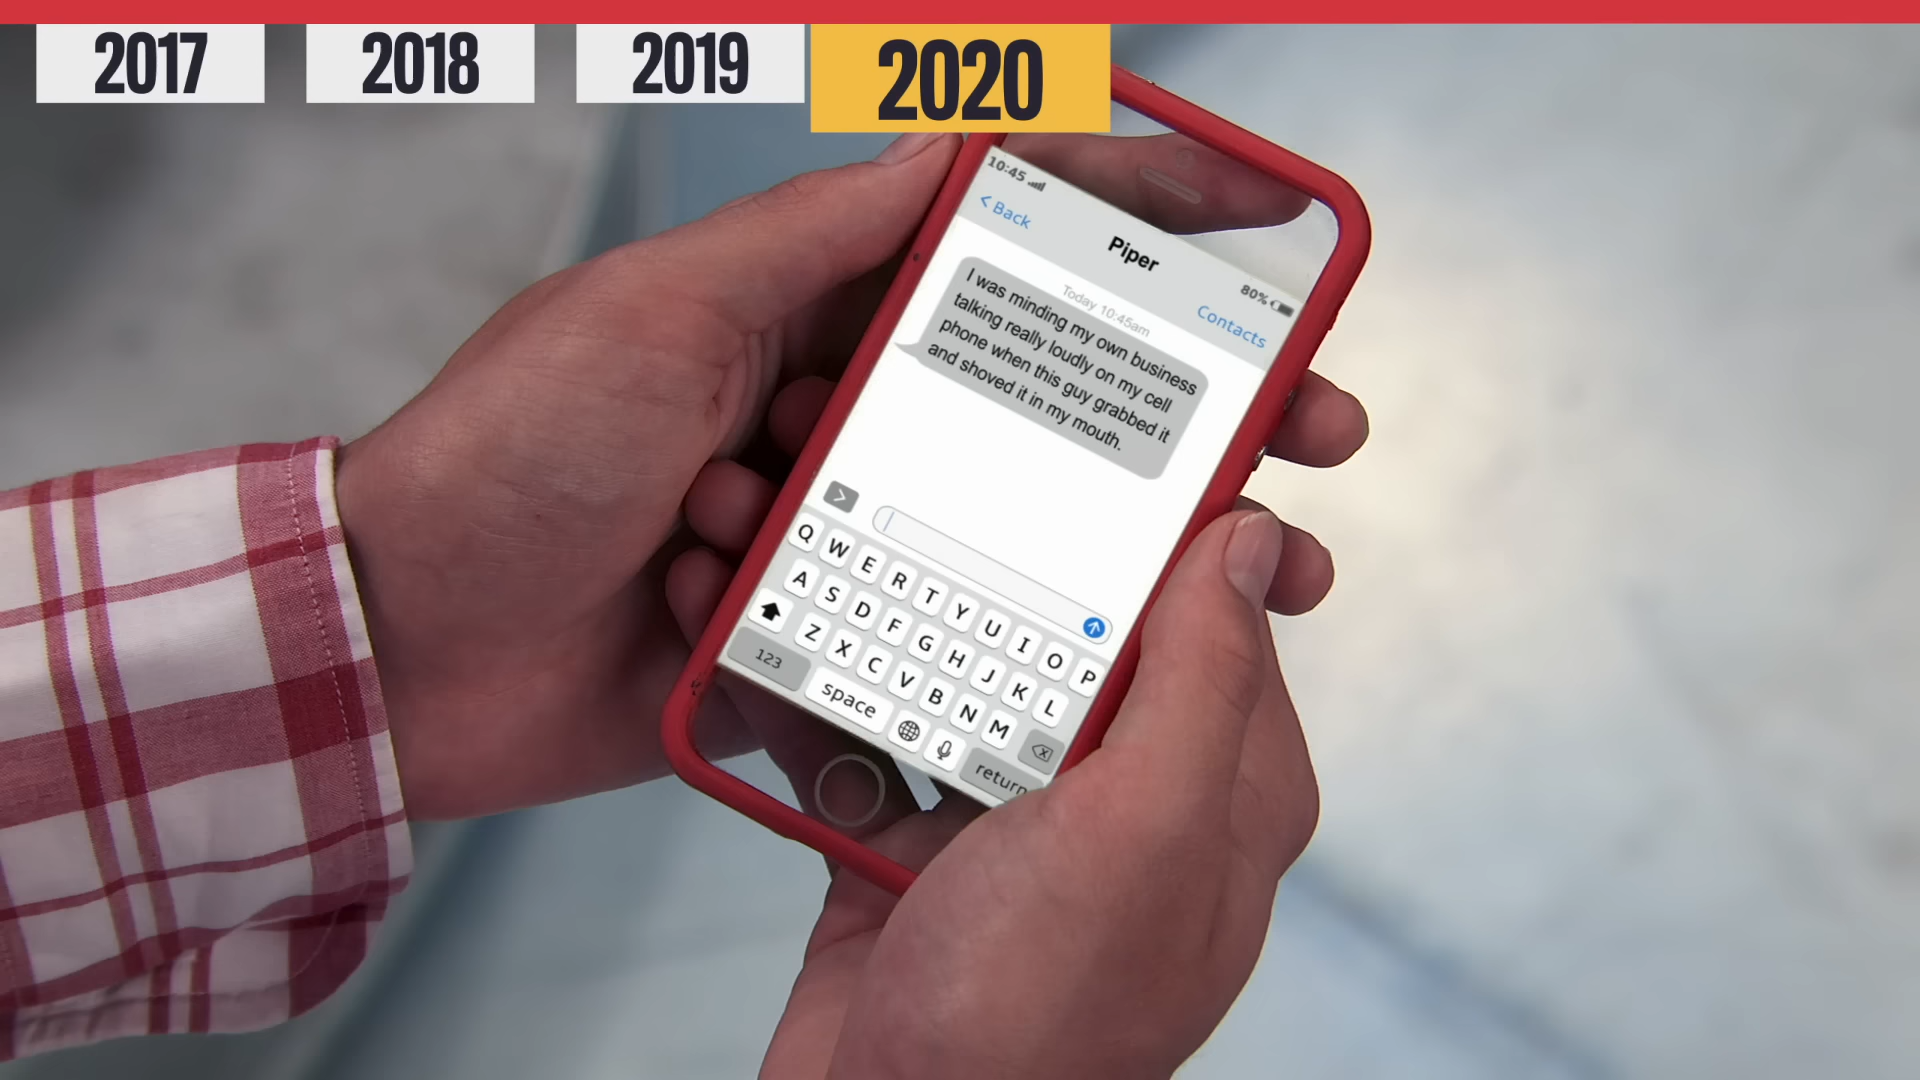 2017
2018
2019
2020
10:45
< Back
Piper
80%
Contacts
Today 10:45am
I was minding my own business
talking really loudly on my cell
phone when this guy grabbed it
and shoved it in my mouth.
>
Q W E R T Y U I O P
A S D F G H J K L
Z X C V B N M
123
space
return